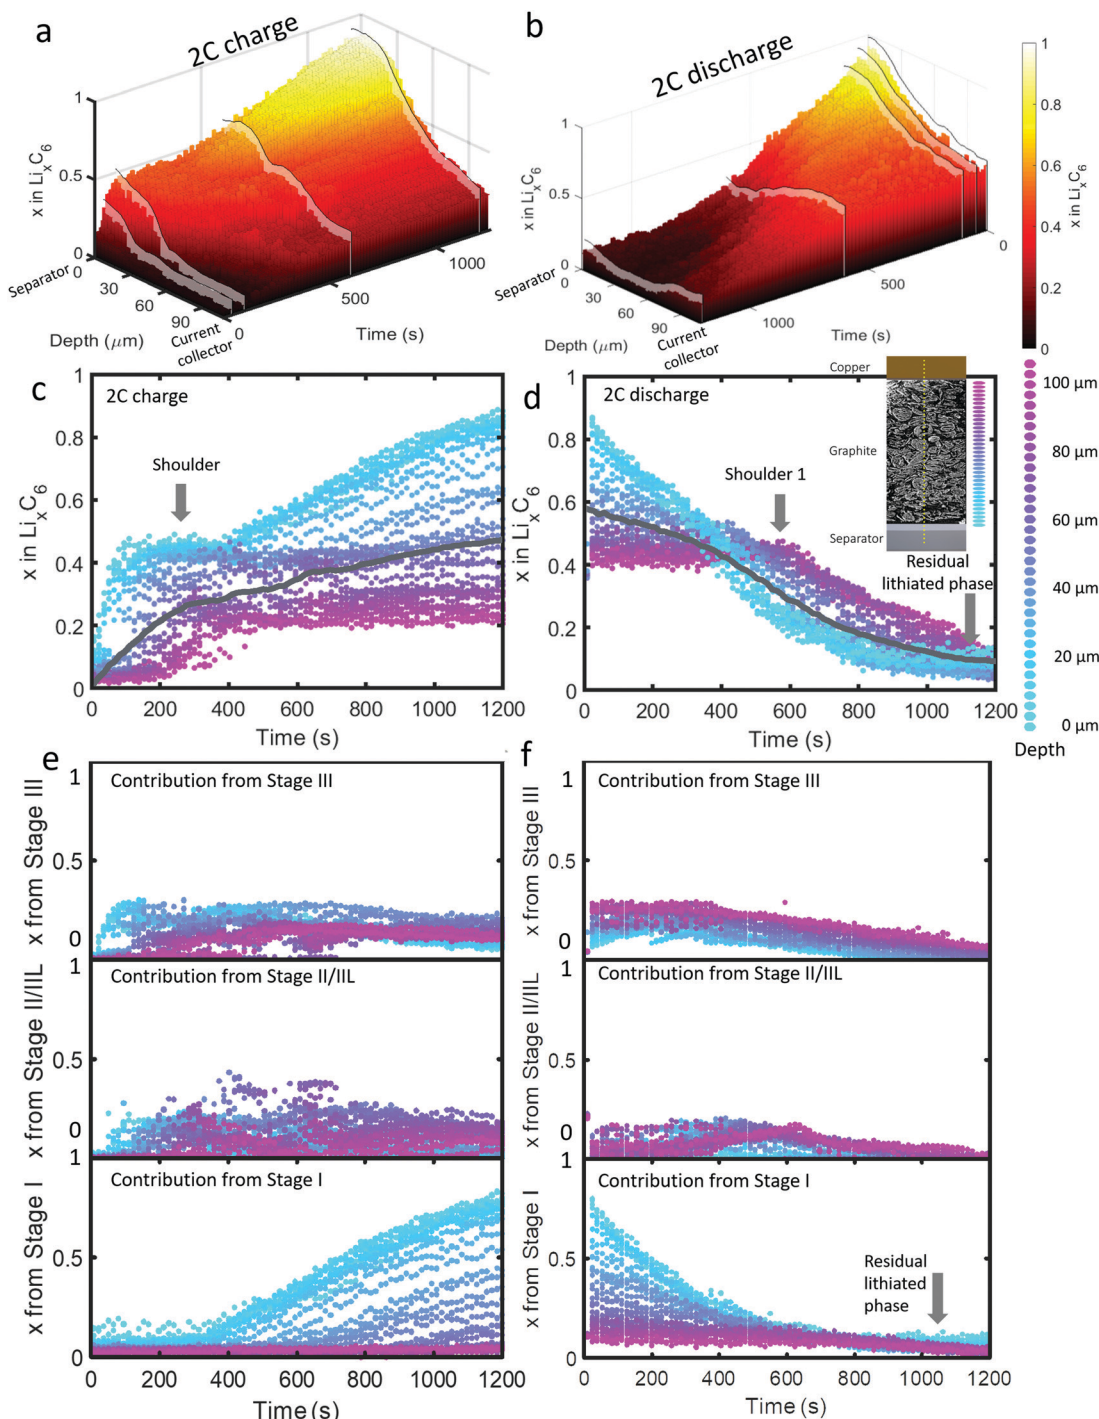 a
2C charge
x in LixC6
1
0.5
0
Separator
0
30
60
90
Depth (μm)
Current
collector
0
500
1000
Time (s)
b
2C discharge
x in LixC6
1
0.5
0
Separator
0
30
60
90
Depth (μm)
Current
collector
1000
500
0
Time (s)
1
0.8
0.6
0.4
0.2
0
x in LixC6
c
2C charge
Shoulder
x in LixC6
1
0.8
0.6
0.4
0.2
0
0 200 400 600 800 1000 1200
Time (s)
d
2C discharge
Shoulder 1
Residual
lithiated phase
Copper
Graphite
Separator
x in LixC6
1
0.8
0.6
0.4
0.2
0
0 200 400 600 800 1000 1200
Time (s)
100 μm
80 μm
60 μm
40 μm
20 μm
0 μm
Depth
e
Contribution from Stage III
x from Stage III
1
0.5
0
Contribution from Stage II/IIL
x from Stage II/IIL
1
0.5
0
Contribution from Stage I
x from Stage I
1
0.5
0
0 200 400 600 800 1000 1200
Time (s)
f
Contribution from Stage III
x from Stage III
1
0.5
0
Contribution from Stage II/IIL
x from Stage II/IIL
1
0.5
0
Contribution from Stage I
x from Stage I
Residual
lithiated
phase
1
0.5
0
0 200 400 600 800 1000 1200
Time (s)